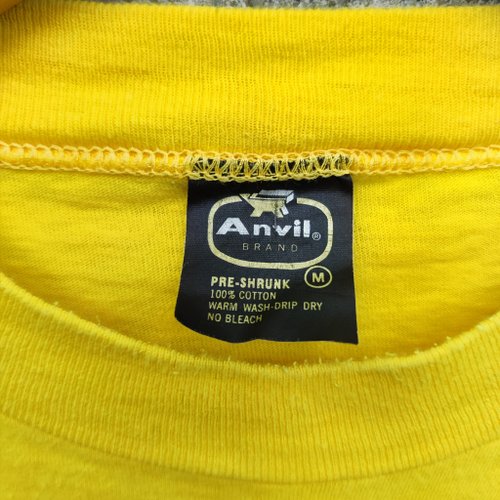 Anvil®
BRAND
PRE-SHRUNK M
100% COTTON
WARM WASH-DRIP DRY
NO BLEACH